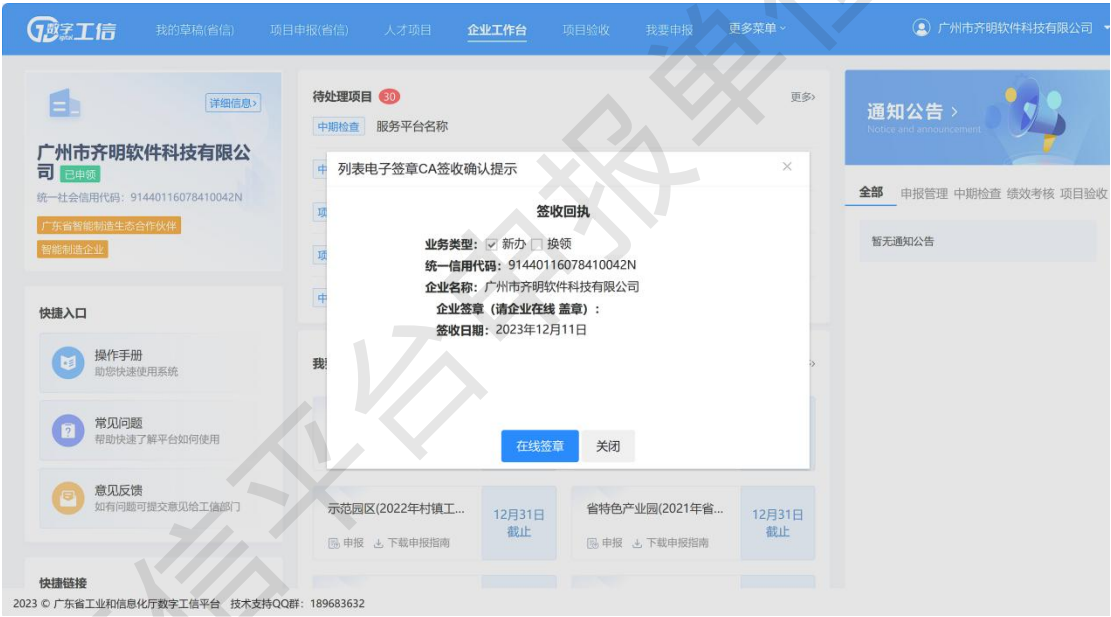 数字工信
我的草稿(省信) 项目申报(省信) 人才项目 企业工作台 项目验收 我要申报 更多菜单 广州市齐明软件科技有限公司
详细信息>
广州市齐明软件科技有限公
司 已申领
统一社会信用代码：91440116078410042N
广东省智能制造生态合作伙伴
智能制造企业
快捷入口
操作手册
助您快速使用系统
常见问题
帮助快速了解平台如何使用
意见反馈
如有问题可提交意见给工信部门
快捷链接
待处理项目 30 更多>
中期检查 服务平台名称
中
项
项
中
我
列表电子签章CA签收确认提示 ×
签收回执
业务类型：新办 换领
统一信用代码：91440116078410042N
企业名称：广州市齐明软件科技有限公司
企业签章（请企业在线 盖章）：
签收日期：2023年12月11日
在线签章 关闭
示范园区(2022年村镇工...
申报 下载申报指南
12月31日
截止
省特色产业园(2021年省...
申报 下载申报指南
12月31日
截止
通知公告 >
Notice and announcement
全部 申报管理 中期检查 绩效考核 项目验收
暂无通知公告
2023 © 广东省工业和信息化厅数字工信平台 技术支持QQ群：189683632
信平台申报单位